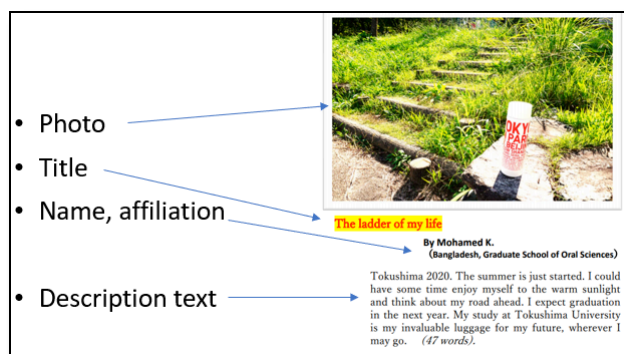 • Photo
• Title
• Name, affiliation
• Description text
OKY
PAR
The ladder of my life
By Mohamed K.
(Bangladesh, Graduate School of Oral Sciences)
Tokushima 2020. The summer is just started. I could
have some time enjoy myself to the warm sunlight
and think about my road ahead. I expect graduation
in the next year. My study at Tokushima University
is my invaluable luggage for my future, wherever I
may go. (47 words).